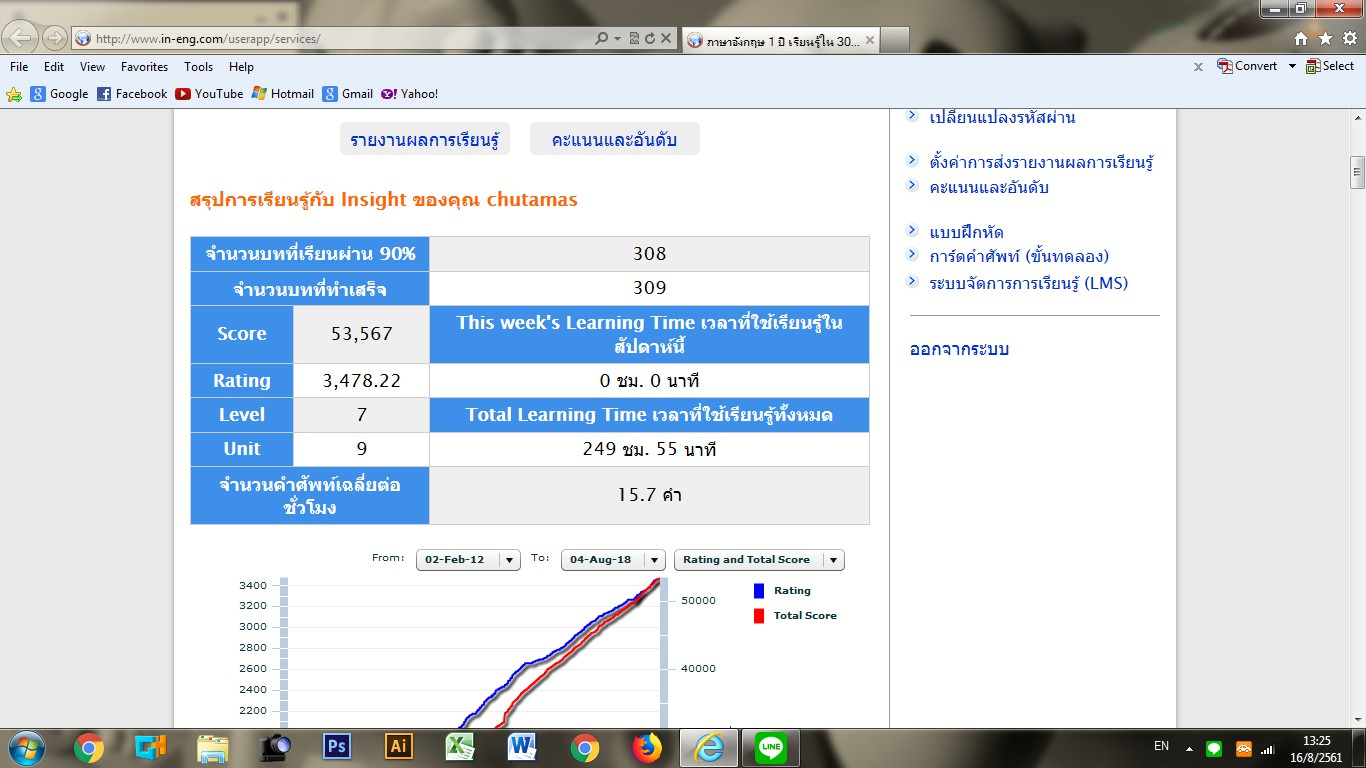 http://www.in-eng.com/userapp/services/
ภาษาอังกฤษ 1 ปี เรียนรู้ใน 30...
File Edit View Favorites Tools Help
x Convert Select
Google Facebook YouTube Hotmail Gmail Yahoo!
รายงานผลการเรียนรู้ คะแนนและอันดับ
สรุปการเรียนรู้กับ Insight ของคุณ chutamas
จำนวนบทที่เรียนผ่าน 90% 308
จำนวนบทที่ทำเสร็จ 309
Score 53,567 This week's Learning Time เวลาที่ใช้เรียนรู้ใน
สัปดาห์นี้
Rating 3,478.22 0 ชม. 0 นาที
Level 7 Total Learning Time เวลาที่ใช้เรียนรู้ทั้งหมด
Unit 9 249 ชม. 55 นาที
จำนวนคำศัพท์เฉลี่ยต่อ
ชั่วโมง 15.7 คำ
From: 02-Feb-12 To: 04-Aug-18 Rating and Total Score
3400
3200
3000
2800
2600
2400
2200
50000
40000
Rating
Total Score
เปลี่ยนแปลงรหัสผ่าน
ตั้งค่าการส่งรายงานผลการเรียนรู้
คะแนนและอันดับ
แบบฝึกหัด
การ์ดคำศัพท์ (ขั้นทดลอง)
ระบบจัดการการเรียนรู้ (LMS)
ออกจากระบบ
Ps Ai LINE
EN 13:25
16/8/2561